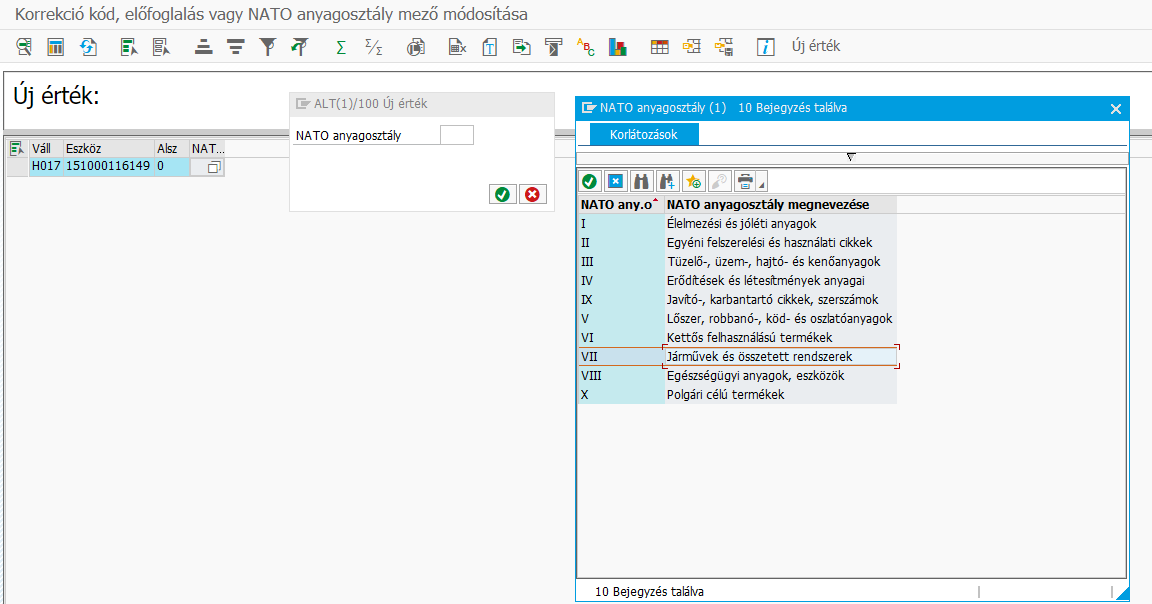 Korrekció kód, előfoglalás vagy NATO anyagosztály mező módosítása
Új érték
Új érték:
Váll Eszköz Alsz NAT...
H017 151000116149 0
ALT(1)/100 Új érték
NATO anyagosztály
NATO anyagosztály (1) 10 Bejegyzés találva
Korlátozások
NATO any.o NATO anyagosztály megnevezése
I Élelmezési és jóléti anyagok
II Egyéni felszerelési és használati cikkek
III Tüzelő-, üzem-, hajtó- és kenőanyagok
IV Erődítések és létesítmények anyagai
IX Javító-, karbantartó cikkek, szerszámok
V Lőszer, robbanó-, köd- és oszlatóanyagok
VI Kettős felhasználású termékek
VII Járművek és összetett rendszerek
VIII Egészségügyi anyagok, eszközök
X Polgári célú termékek
10 Bejegyzés találva